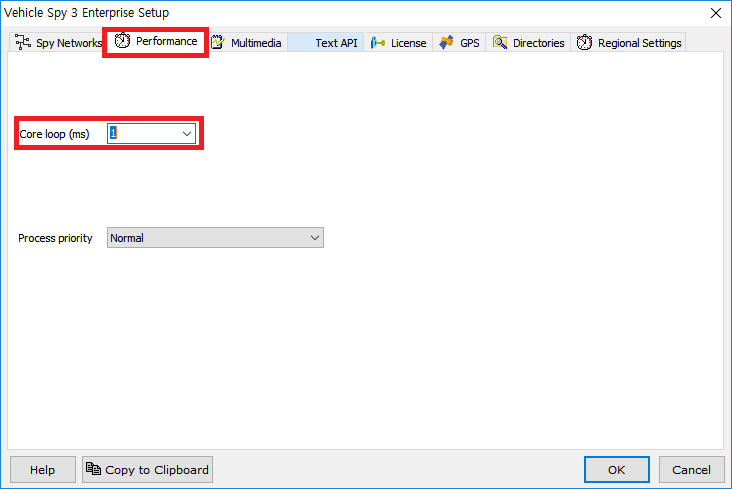 Vehicle Spy 3 Enterprise Setup
Spy Networks Performance Multimedia Text API License GPS Directories Regional Settings
Core loop (ms) 1
Process priority Normal
Help Copy to Clipboard OK Cancel